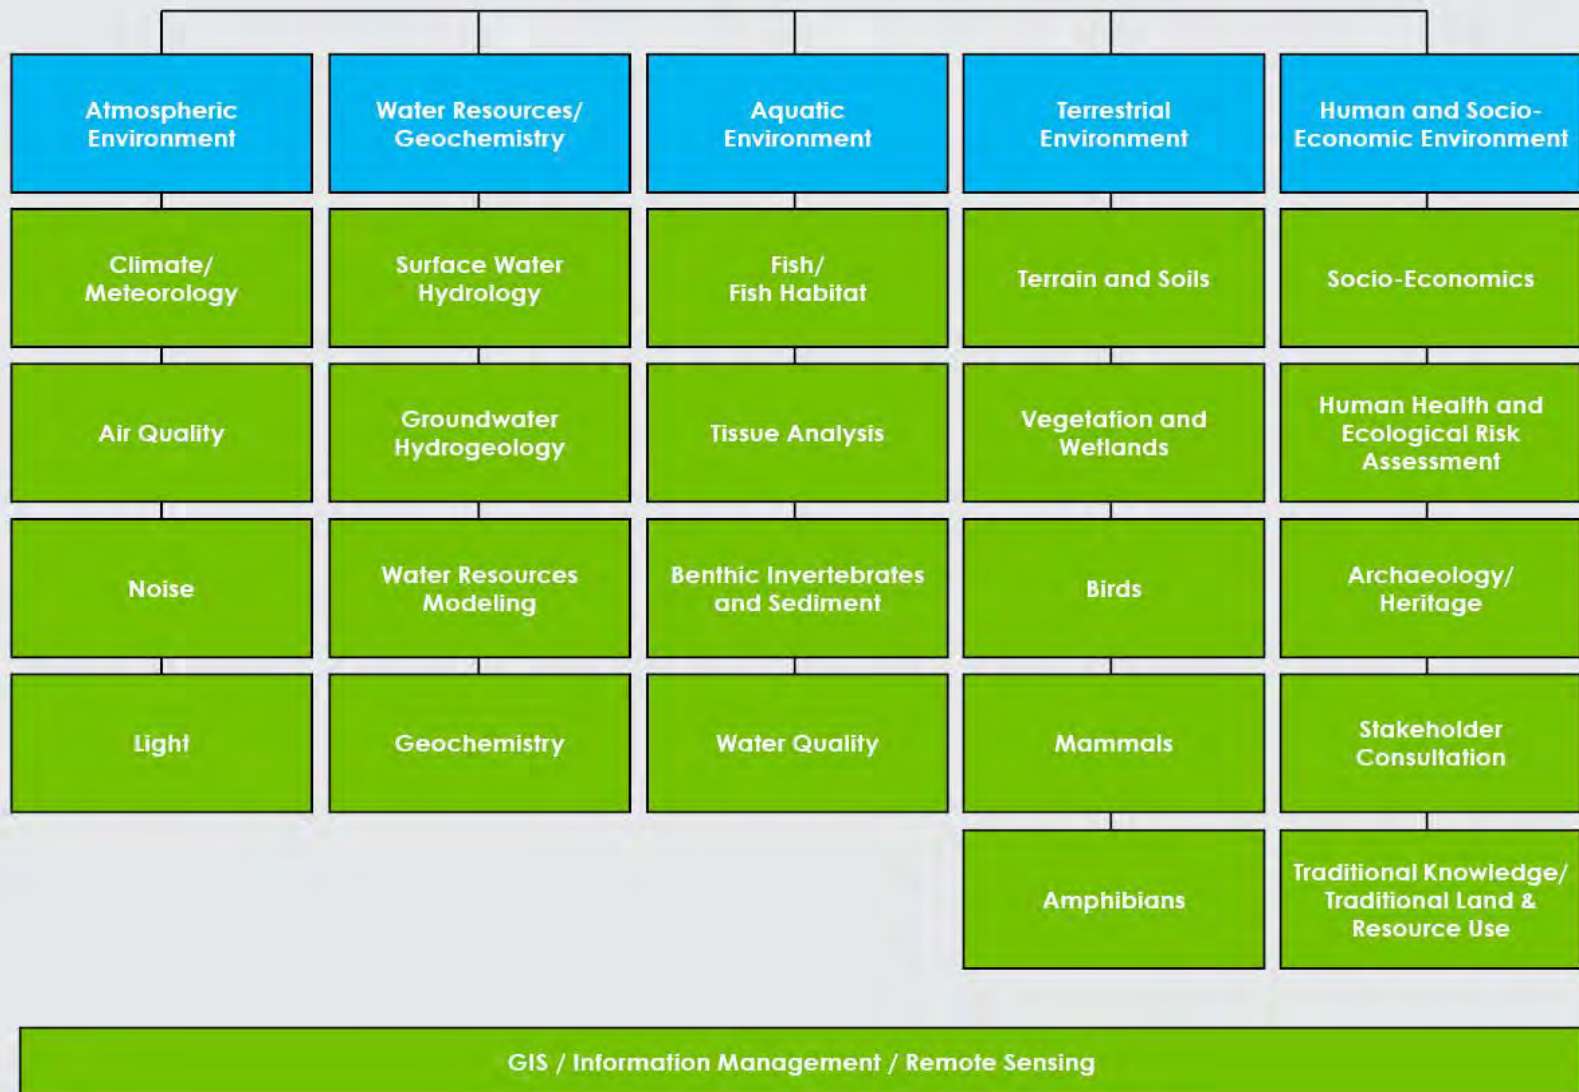 Atmospheric
Environment
Water Resources/
Geochemistry
Aquatic
Environment
Terrestrial
Environment
Human and Socio-
Economic Environment
Climate/
Meteorology
Surface Water
Hydrology
Fish/
Fish Habitat
Terrain and Soils
Socio-Economics
Air Quality
Groundwater
Hydrogeology
Tissue Analysis
Vegetation and
Wetlands
Human Health and
Ecological Risk
Assessment
Noise
Water Resources
Modeling
Benthic Invertebrates
and Sediment
Birds
Archaeology/
Heritage
Light
Geochemistry
Water Quality
Mammals
Stakeholder
Consultation
Amphibians
Traditional Knowledge/
Traditional Land &
Resource Use
GIS / Information Management / Remote Sensing